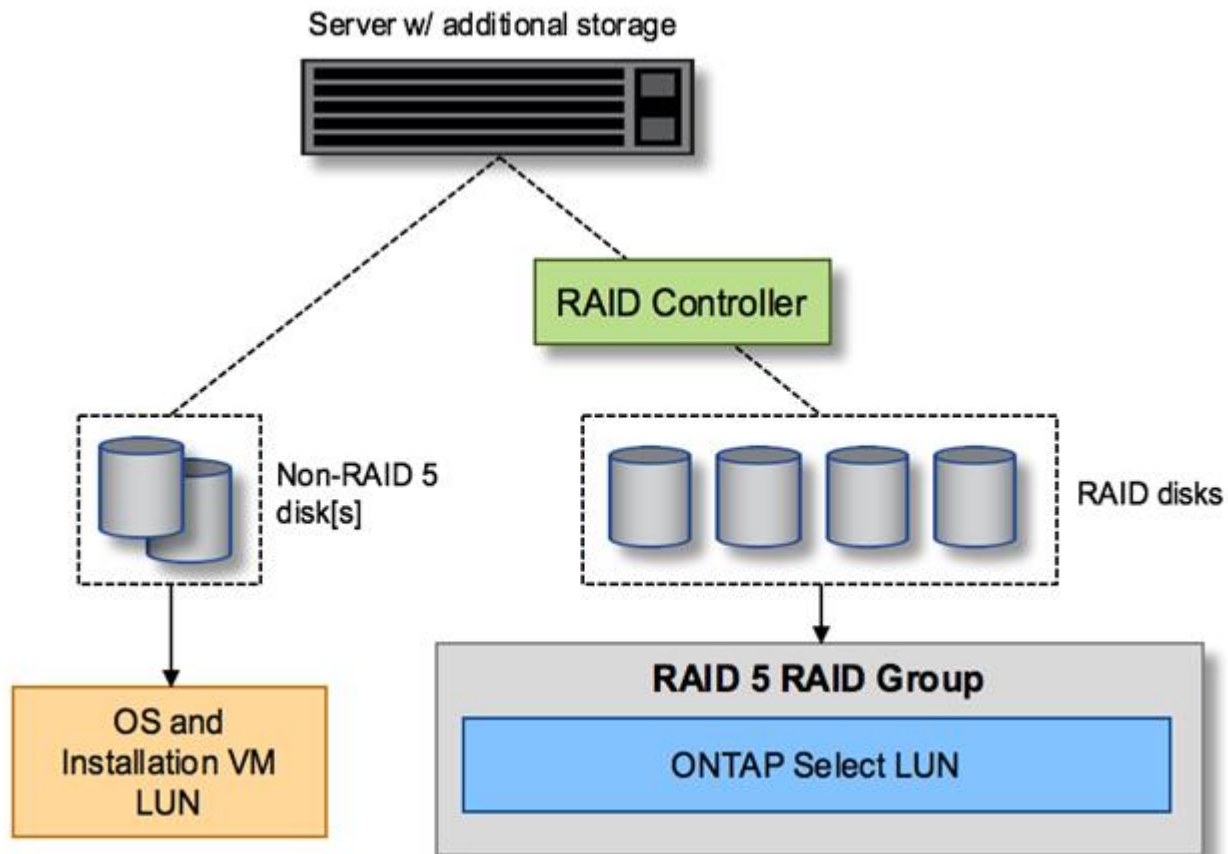 Server w/ additional storage
RAID Controller
Non-RAID 5
disk[s]
RAID disks
OS and
Installation VM
LUN
RAID 5 RAID Group
ONTAP Select LUN